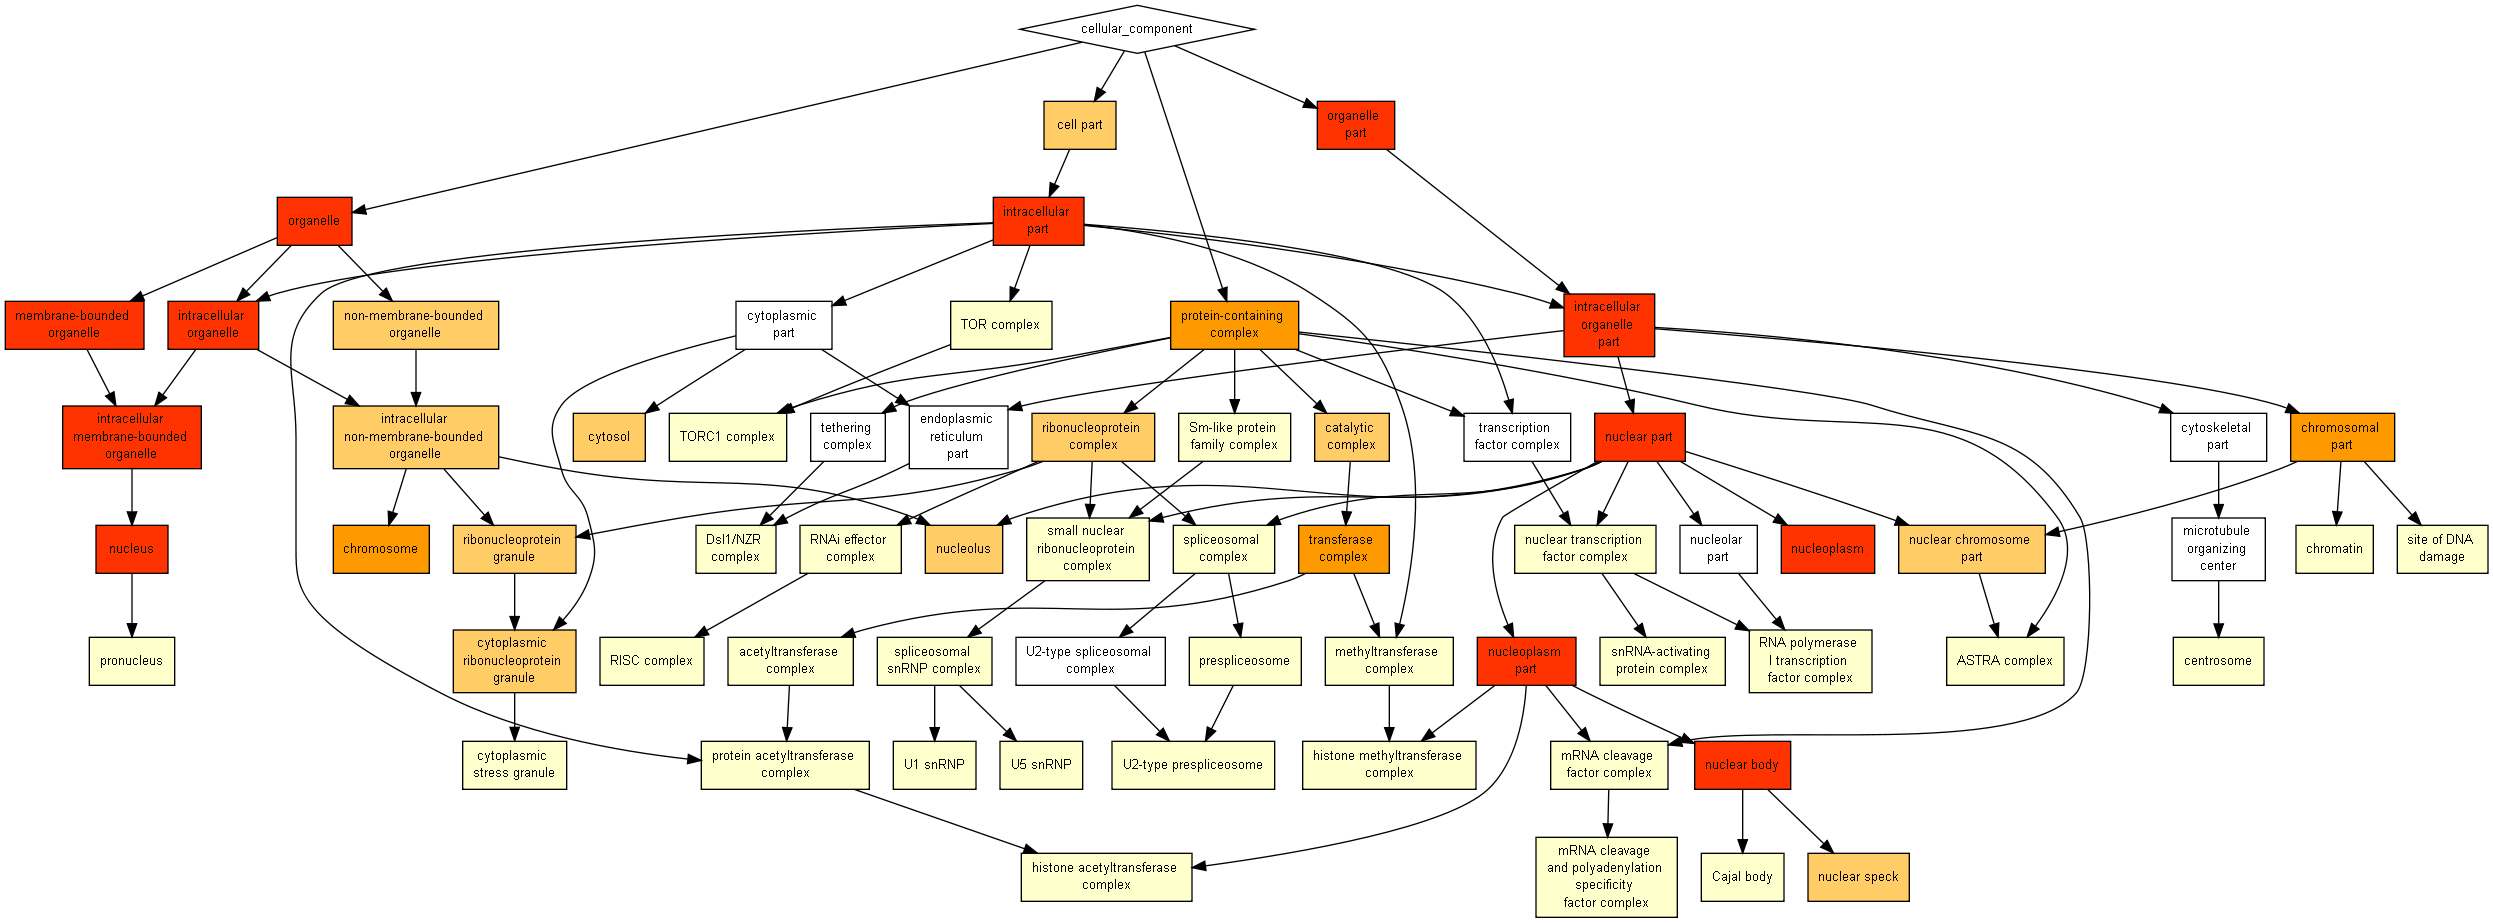 cellular_component
cell part
organelle
part
organelle
intracellular
part
membrane-bounded
organelle
intracellular
organelle
non-membrane-bounded
organelle
cytoplasmic
part
TOR complex
protein-containing
complex
intracellular
organelle
part
intracellular
membrane-bounded
organelle
intracellular
non-membrane-bounded
organelle
cytosol
TORC1 complex
tethering
complex
endoplasmic
reticulum
part
ribonucleoprotein
complex
Sm-like protein
family complex
catalytic
complex
transcription
factor complex
nuclear part
cytoskeletal
part
chromosomal
part
nucleus
chromosome
ribonucleoprotein
granule
Dsl1/NZR
complex
RNAi effector
complex
nucleolus
small nuclear
ribonucleoprotein
complex
spliceosomal
complex
transferase
complex
nuclear transcription
factor complex
nucleolar
part
nucleoplasm
nuclear chromosome
part
microtubule
organizing
center
chromatin
site of DNA
damage
pronucleus
cytoplasmic
ribonucleoprotein
granule
RISC complex
acetyltransferase
complex
spliceosomal
snRNP complex
U2-type spliceosomal
complex
prespliceosome
methyltransferase
complex
nucleoplasm
part
snRNA-activating
protein complex
RNA polymerase
I transcription
factor complex
ASTRA complex
centrosome
cytoplasmic
stress granule
protein acetyltransferase
complex
U1 snRNP
U5 snRNP
U2-type prespliceosome
histone methyltransferase
complex
mRNA cleavage
factor complex
nuclear body
histone acetyltransferase
complex
mRNA cleavage
and polyadenylation
specificity
factor complex
Cajal body
nuclear speck